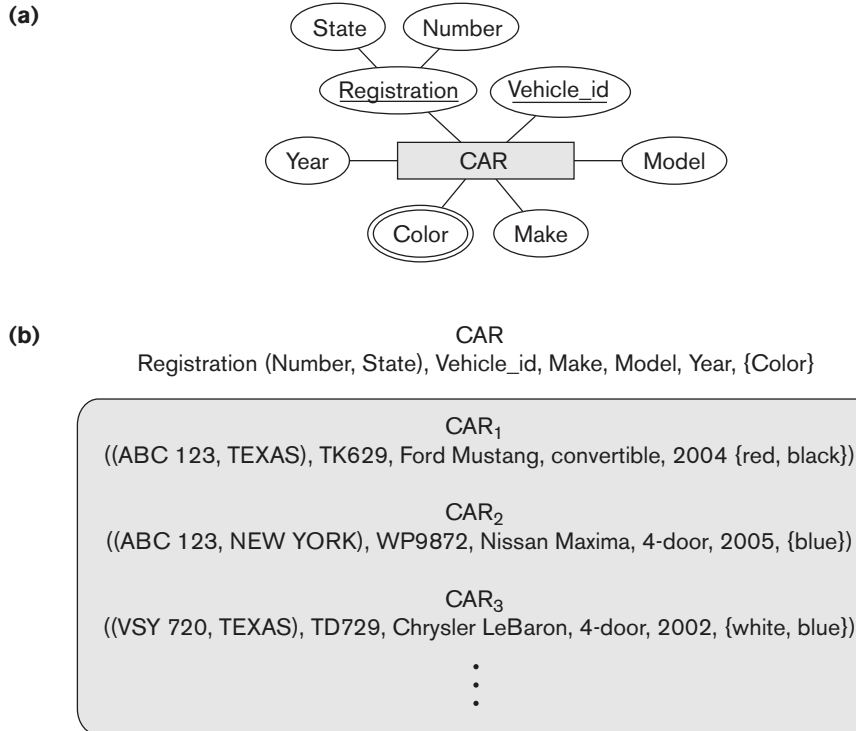 (a)
State Number
Registration Vehicle_id
Year CAR Model
Color Make
(b)
CAR
Registration (Number, State), Vehicle_id, Make, Model, Year, {Color}
CAR₁
((ABC 123, TEXAS), TK629, Ford Mustang, convertible, 2004 {red, black})
CAR₂
((ABC 123, NEW YORK), WP9872, Nissan Maxima, 4-door, 2005, {blue})
CAR₃
((VSY 720, TEXAS), TD729, Chrysler LeBaron, 4-door, 2002, {white, blue})